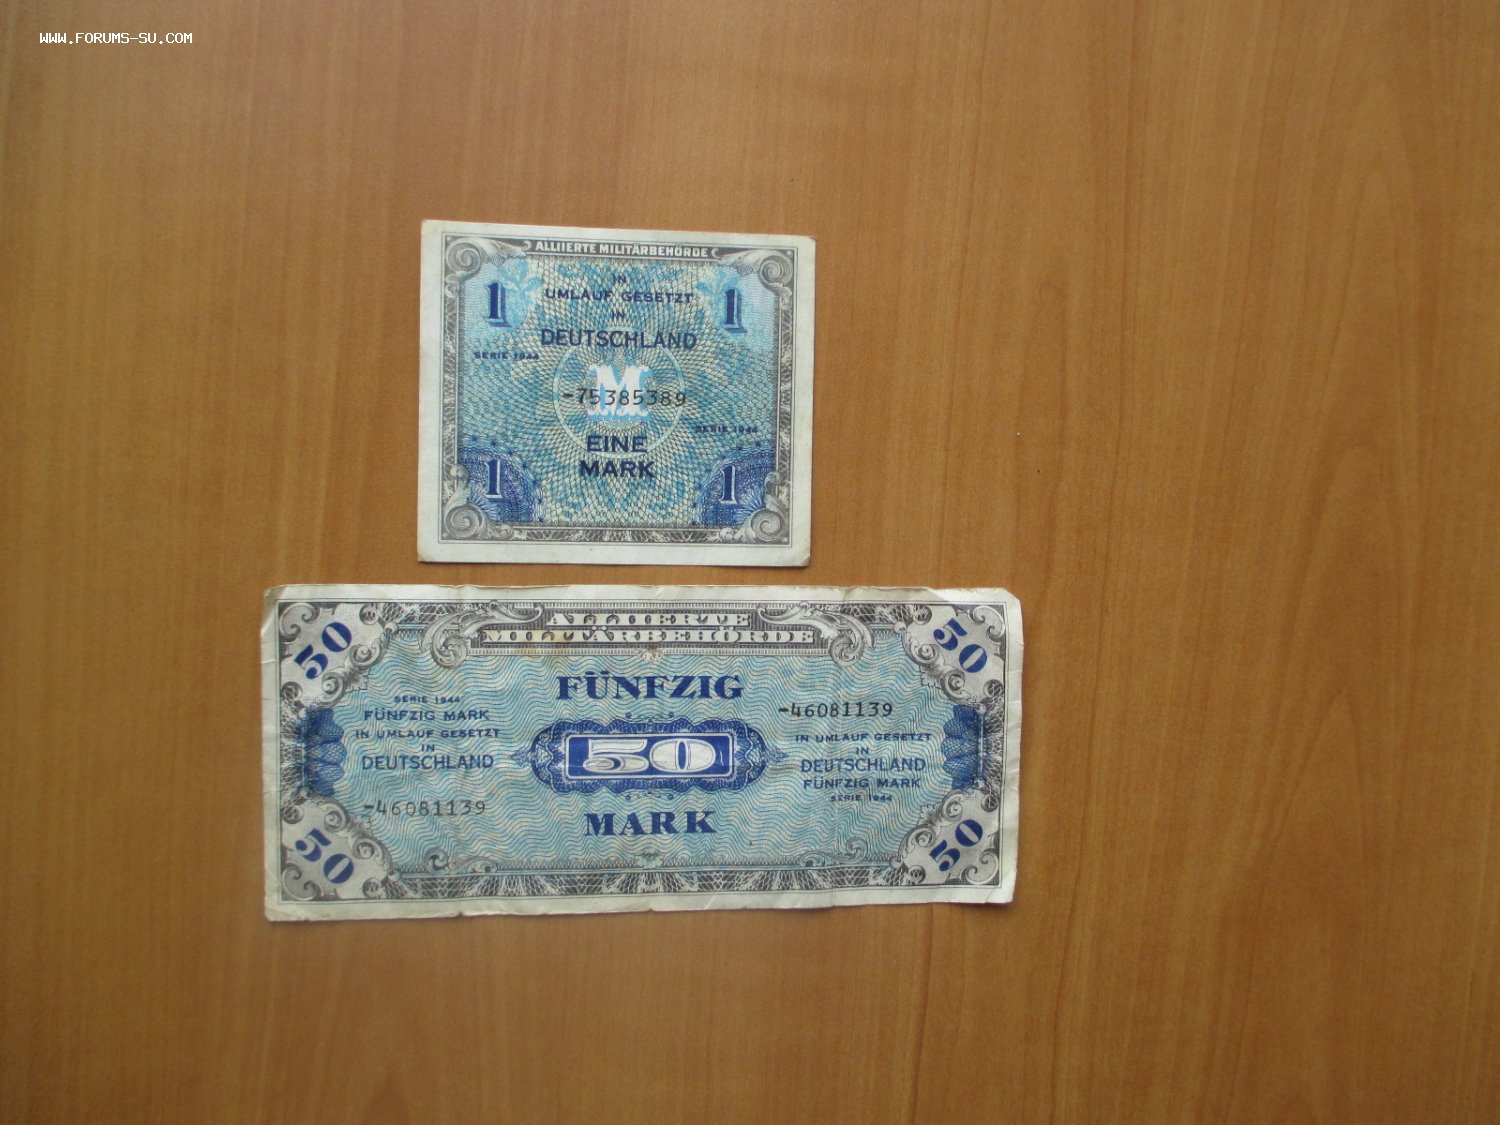 WWW.FORUMS-SU.COM
ALLIIERTE MILITÄRBEHÖRDE
IN
UMLAUF GESETZT
IN
DEUTSCHLAND
1 1
SERIE 1944
M
-75385389
SERIE 1944
EINE
MARK
1 1
50 50
ALLIIERTE
MILITÄRBEHÖRDE
FÜNFZIG
SERIE 1944
FÜNFZIG MARK
IN UMLAUF GESETZT
IN
DEUTSCHLAND
-46081139
50
-46081139
IN UMLAUF GESETZT
IN
DEUTSCHLAND
FÜNFZIG MARK
SERIE 1944
MARK
50 50